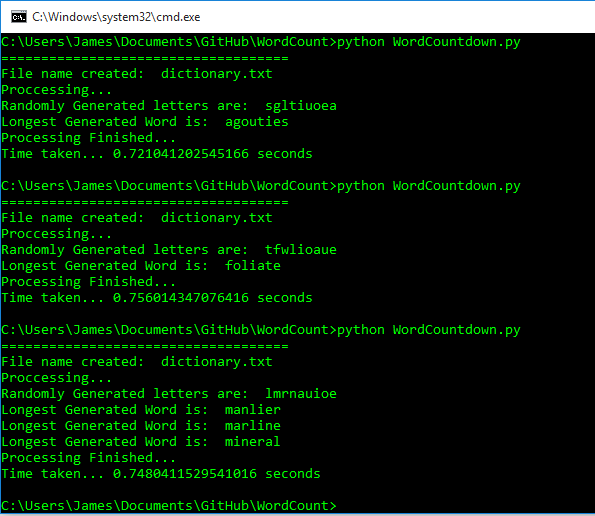 C:\Windows\system32\cmd.exe
C:\Users\James\Documents\GitHub\WordCount>python WordCountdown.py
====================================
File name created:  dictionary.txt
Proccessing...
Randomly Generated letters are:  sgltiuoea
Longest Generated Word is:  agouties
Processing Finished...
Time taken... 0.721041202545166 seconds
C:\Users\James\Documents\GitHub\WordCount>python WordCountdown.py
====================================
File name created:  dictionary.txt
Proccessing...
Randomly Generated letters are:  tfwlioaue
Longest Generated Word is:  foliate
Processing Finished...
Time taken... 0.756014347076416 seconds
C:\Users\James\Documents\GitHub\WordCount>python WordCountdown.py
====================================
File name created:  dictionary.txt
Proccessing...
Randomly Generated letters are:  lmrnauioe
Longest Generated Word is:  manlier
Longest Generated Word is:  marline
Longest Generated Word is:  mineral
Processing Finished...
Time taken... 0.7480411529541016 seconds
C:\Users\James\Documents\GitHub\WordCount>